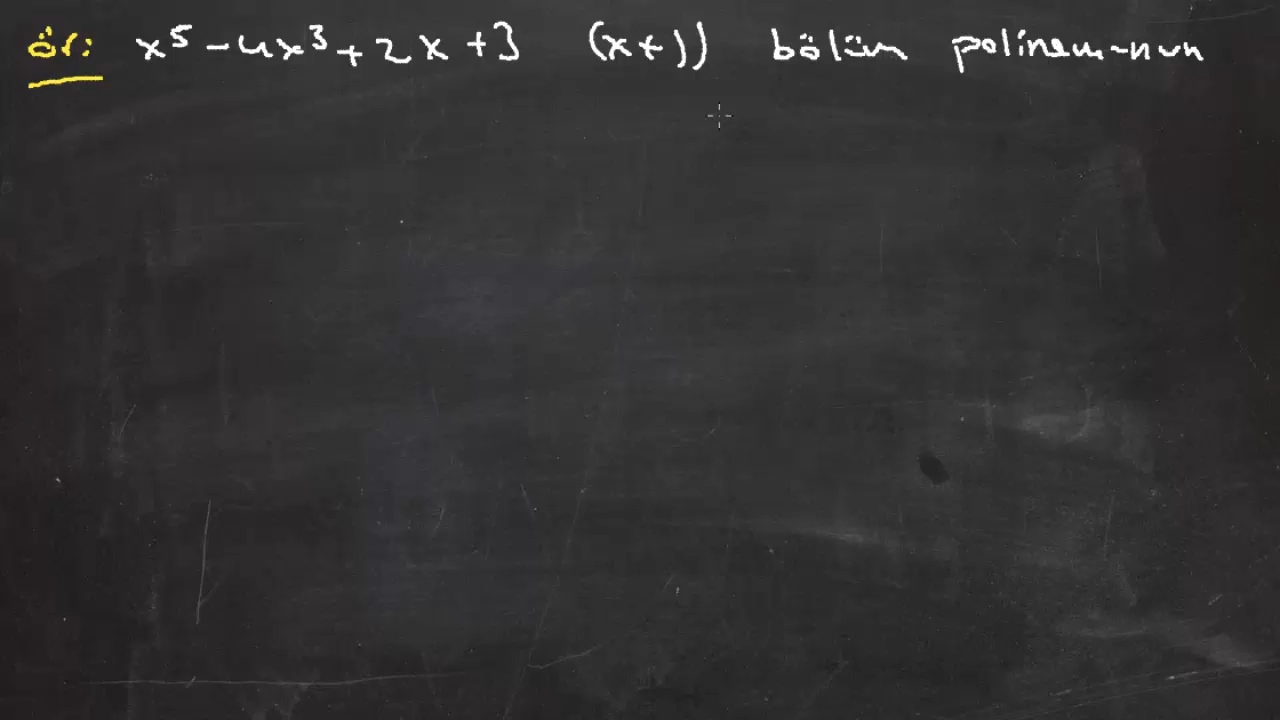 ör: x⁵ - 4x³ + 2x + 3 (x+1) bölüm polinomunun